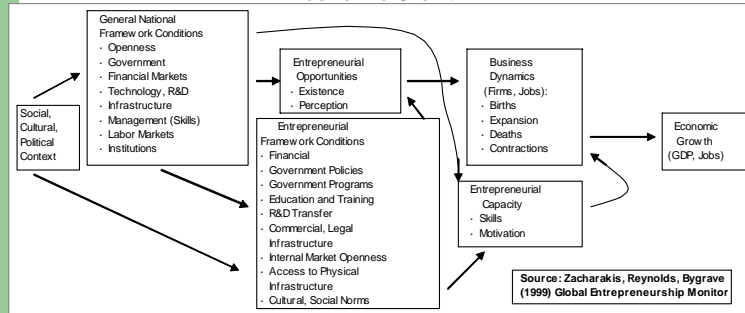 Social,
Cultural,
Political
Context
General National
Framework Conditions
· Openness
· Government
· Financial Markets
· Technology, R&D
· Infrastructure
· Management (Skills)
· Labor Markets
· Institutions
Entrepreneurial
Opportunities
· Existence
· Perception
Entrepreneurial
Framework Conditions
· Financial
· Government Policies
· Government Programs
· Education and Training
· R&D Transfer
· Commercial, Legal
Infrastructure
· Internal Market Openness
· Access to Physical
Infrastructure
· Cultural, Social Norms
Business
Dynamics
(Firms, Jobs):
· Births
· Expansion
· Deaths
· Contractions
Entrepreneurial
Capacity
· Skills
· Motivation
Economic
Growth
(GDP, Jobs)
Source: Zacharakis, Reynolds, Bygrave
(1999) Global Entrepreneurship Monitor